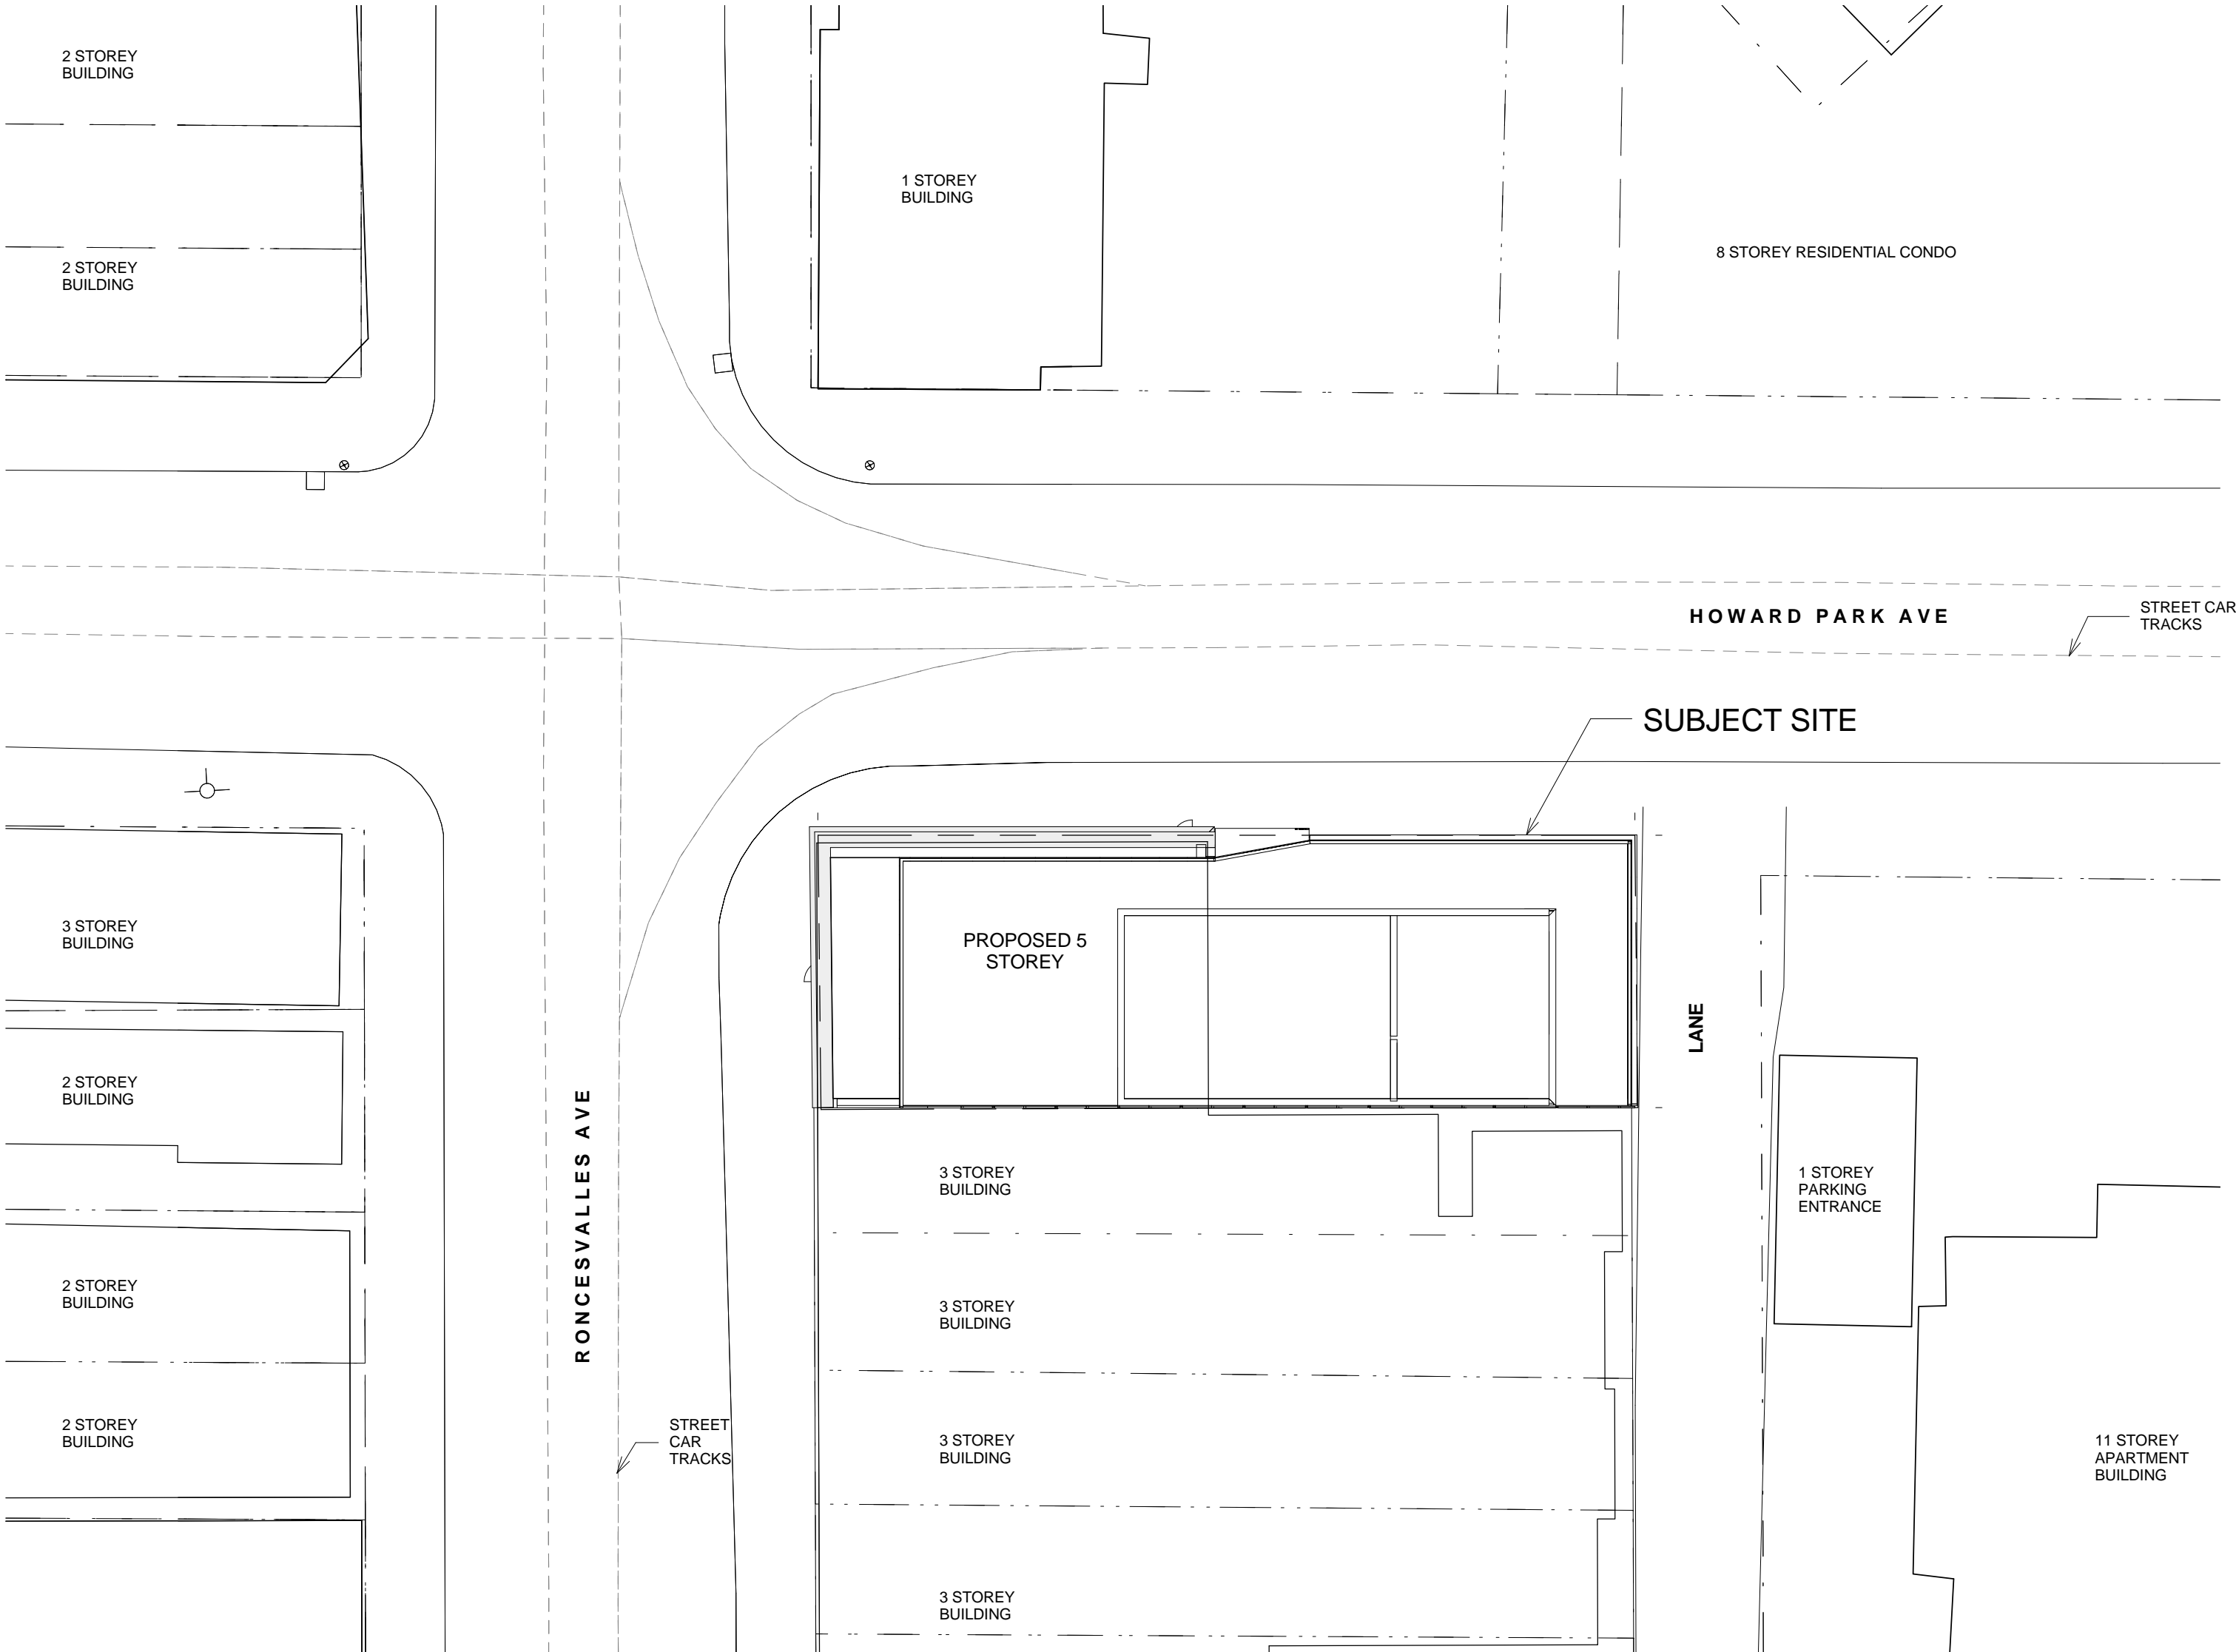 2 STOREY
BUILDING
1 STOREY
BUILDING
8 STOREY RESIDENTIAL CONDO
2 STOREY
BUILDING
HOWARD PARK AVE
STREET CAR
TRACKS
SUBJECT SITE
3 STOREY
BUILDING
PROPOSED 5
STOREY
LANE
2 STOREY
BUILDING
RONCESVALLES AVE
3 STOREY
BUILDING
1 STOREY
PARKING
ENTRANCE
2 STOREY
BUILDING
3 STOREY
BUILDING
2 STOREY
BUILDING
STREET
CAR
TRACKS
3 STOREY
BUILDING
11 STOREY
APARTMENT
BUILDING
3 STOREY
BUILDING